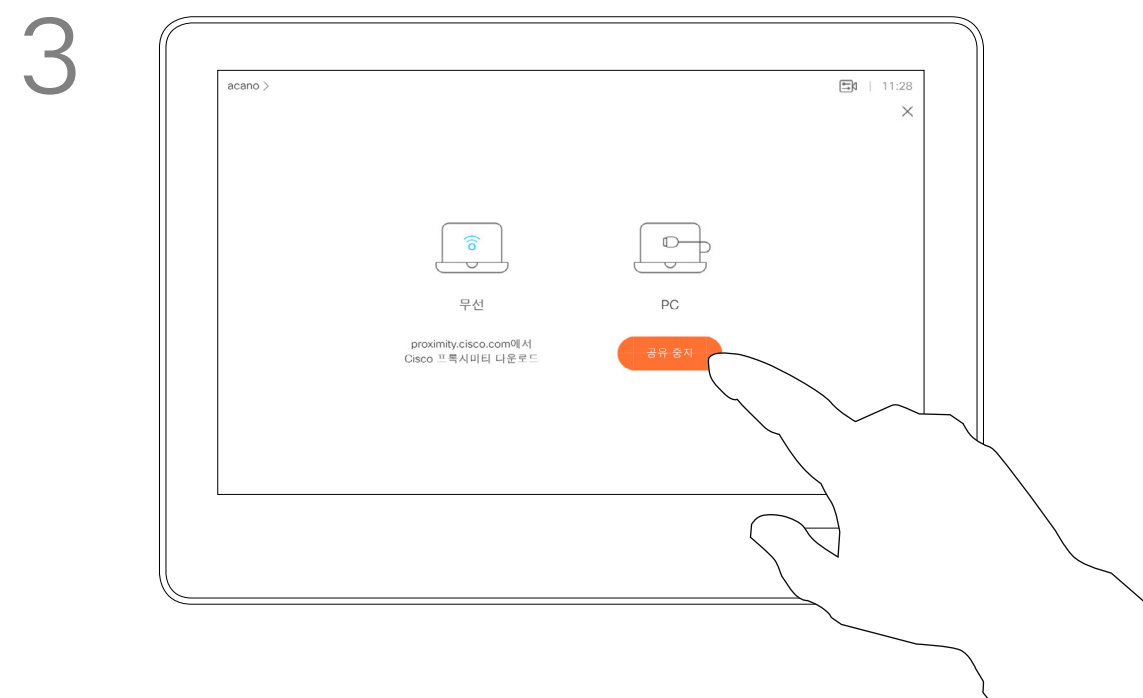 3
acano >
| 11:28
무선
PC
proximity.cisco.com에서
Cisco 프록시미티 다운로드
공유 중지